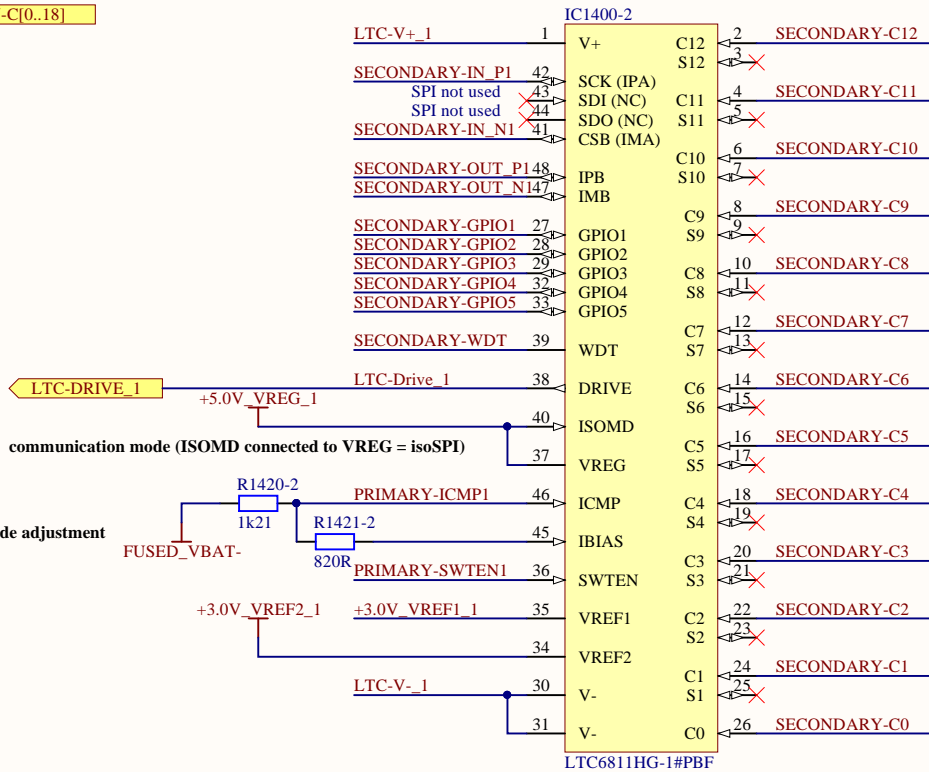 -C[0..18]
IC1400-2
LTC-V+_1 1 V+ C12 2 SECONDARY-C12
S12 3
SECONDARY-IN_P1 42 SCK (IPA)
SPI not used 43 SDI (NC) C11 4 SECONDARY-C11
SPI not used 44 SDO (NC) S11 5
SECONDARY-IN_N1 41 CSB (IMA)
C10 6 SECONDARY-C10
SECONDARY-OUT_P1 48 IPB S10 7
SECONDARY-OUT_N1 47 IMB
C9 8 SECONDARY-C9
SECONDARY-GPIO1 27 GPIO1 S9 9
SECONDARY-GPIO2 28 GPIO2
SECONDARY-GPIO3 29 GPIO3 C8 10 SECONDARY-C8
SECONDARY-GPIO4 32 GPIO4 S8 11
SECONDARY-GPIO5 33 GPIO5
C7 12 SECONDARY-C7
SECONDARY-WDT 39 WDT S7 13
LTC-DRIVE_1 LTC-Drive_1 38 DRIVE C6 14 SECONDARY-C6
+5.0V_VREG_1 S6 15
40 ISOMD
communication mode (ISOMD connected to VREG = isoSPI)
C5 16 SECONDARY-C5
37 VREG S5 17
R1420-2
1k21
PRIMARY-ICMP1 46 ICMP C4 18 SECONDARY-C4
S4 19
de adjustment
R1421-2
820R
45 IBIAS
FUSED_VBAT-
C3 20 SECONDARY-C3
PRIMARY-SWTEN1 36 SWTEN S3 21
+3.0V_VREF2_1
+3.0V_VREF1_1 35 VREF1 C2 22 SECONDARY-C2
S2 23
34 VREF2
C1 24 SECONDARY-C1
LTC-V-_1 30 V- S1 25
31 V- C0 26 SECONDARY-C0
LTC6811HG-1#PBF